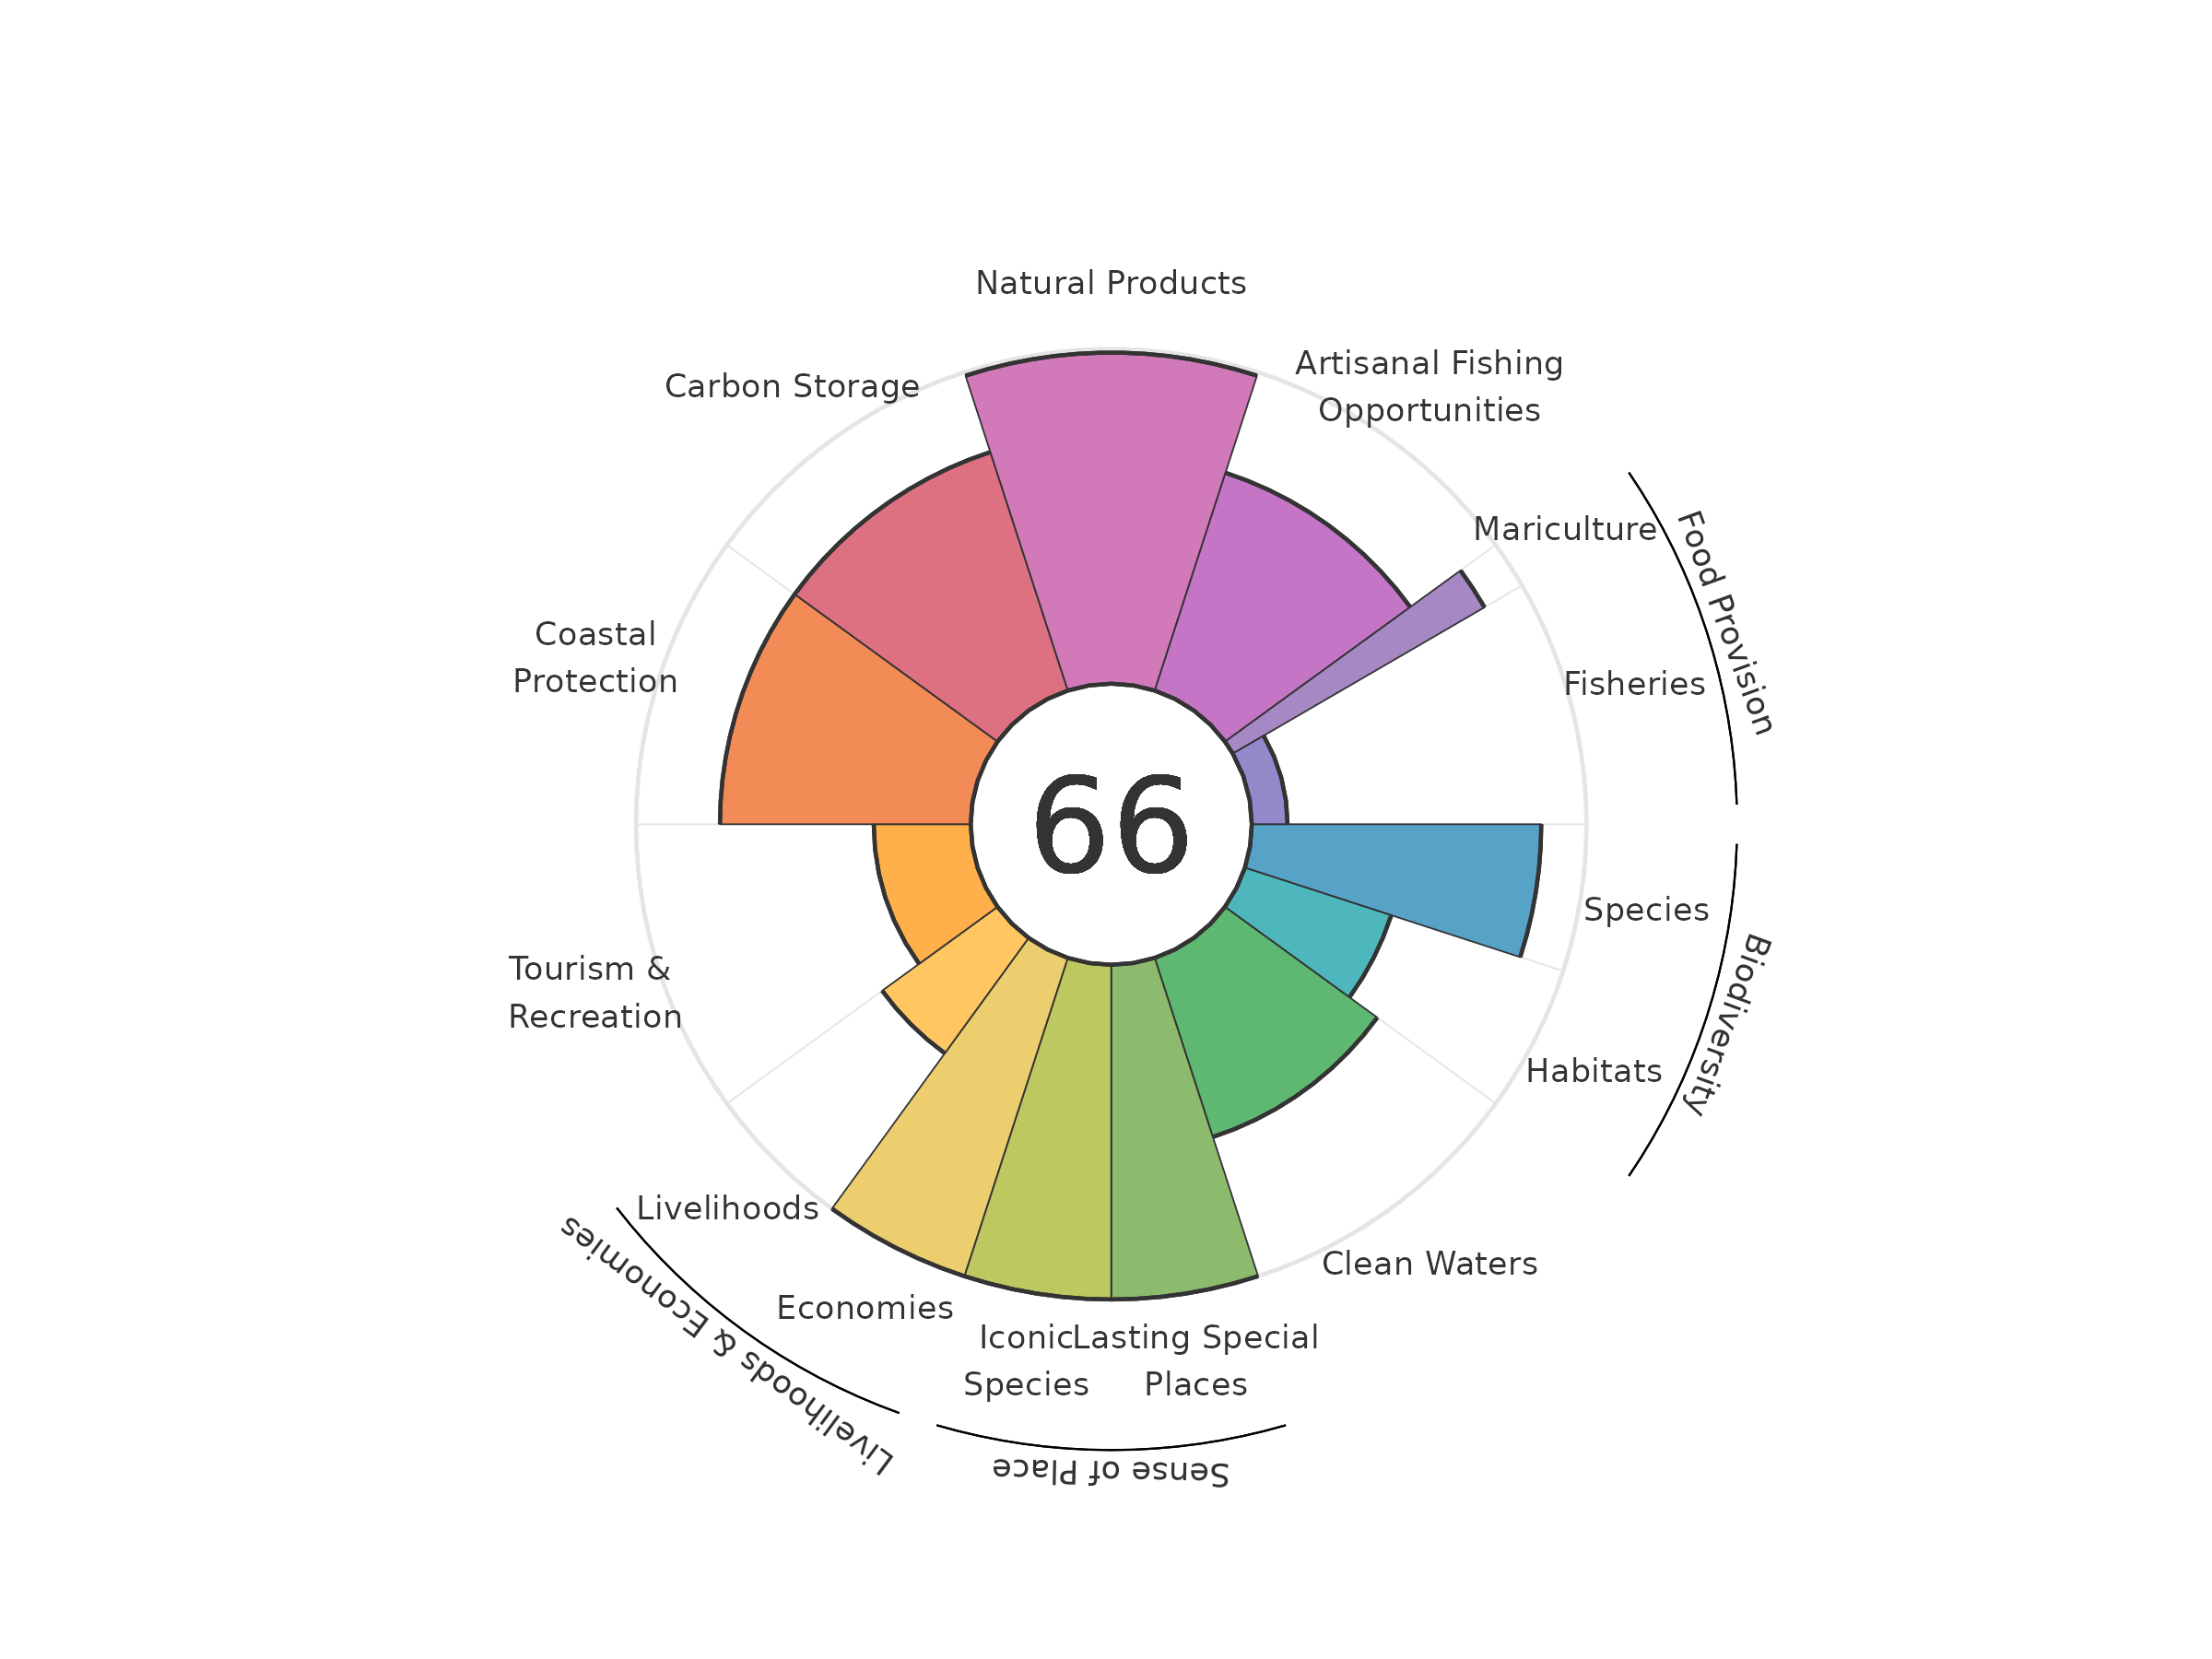 Natural Products
Artisanal Fishing
Opportunities
Carbon Storage
Mariculture
Food Provision
Fisheries
Coastal
Protection
66
Species
Biodiversity
Habitats
Tourism &
Recreation
Livelihoods
Clean Waters
Economies
Livelihoods & Economies
Iconic
Species
Lasting Special
Places
Sense of Place